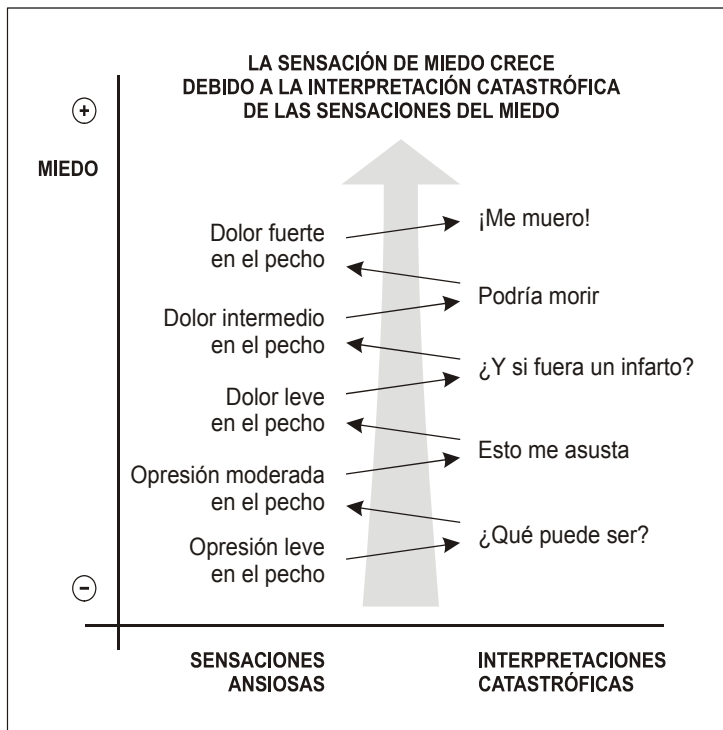 LA SENSACIÓN DE MIEDO CRECE
DEBIDO A LA INTERPRETACIÓN CATASTRÓFICA
DE LAS SENSACIONES DEL MIEDO
+
MIEDO
¡Me muero!
Dolor fuerte
en el pecho
Podría morir
Dolor intermedio
en el pecho
¿Y si fuera un infarto?
Dolor leve
en el pecho
Esto me asusta
Opresión moderada
en el pecho
¿Qué puede ser?
Opresión leve
en el pecho
−
SENSACIONES
ANSIOSAS
INTERPRETACIONES
CATASTRÓFICAS